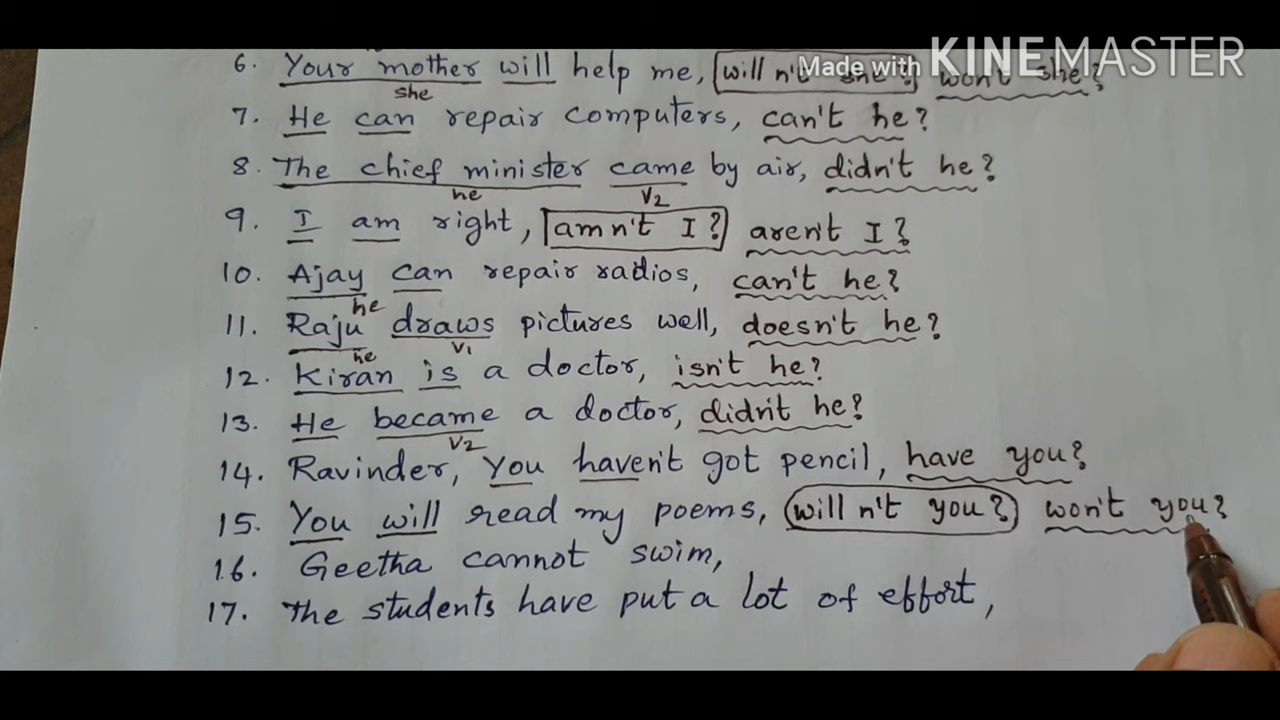 Made with KINEMASTER
6. Your mother will help me, will n't she? won't she?
she
7. He can repair computers, can't he?
8. The chief minister came by air, didn't he?
he V2
9. I am right, amn't I? aren't I?
10. Ajay can repair radios, can't he?
he
11. Raju draws pictures well, doesn't he?
he V1
12. Kiran is a doctor, isn't he?
13. He became a doctor, didn't he?
V2
14. Ravinder, you haven't got pencil, have you?
15. You will read my poems, will n't you? won't you?
16. Geetha cannot swim,
17. The students have put a lot of effort,